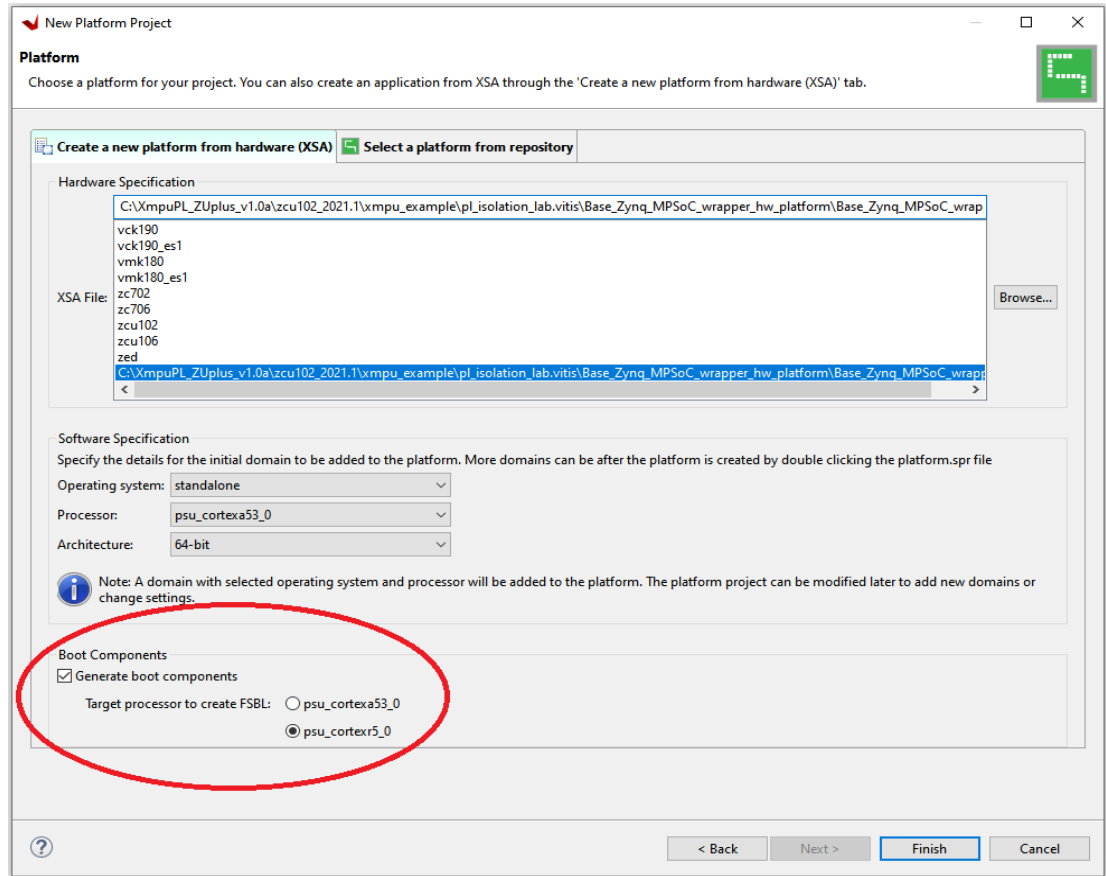 New Platform Project
Platform
Choose a platform for your project. You can also create an application from XSA through the 'Create a new platform from hardware (XSA)' tab.
Create a new platform from hardware (XSA)
Select a platform from repository
Hardware Specification
C:\XmpuPL_ZUplus_v1.0a\zcu102_2021.1\xmpu_example\pl_isolation_lab.vitis\Base_Zynq_MPSoC_wrapper_hw_platform\Base_Zynq_MPSoC_wrap
vck190
vck190_es1
vmk180
vmk180_es1
XSA File:
zc702
zc706
Browse...
zcu102
zcu106
zed
C:\XmpuPL_ZUplus_v1.0a\zcu102_2021.1\xmpu_example\pl_isolation_lab.vitis\Base_Zynq_MPSoC_wrapper_hw_platform\Base_Zynq_MPSoC_wrapp
Software Specification
Specify the details for the initial domain to be added to the platform. More domains can be after the platform is created by double clicking the platform.spr file
Operating system: standalone
Processor: psu_cortexa53_0
Architecture: 64-bit
Note: A domain with selected operating system and processor will be added to the platform. The platform project can be modified later to add new domains or
change settings.
Boot Components
Generate boot components
Target processor to create FSBL: psu_cortexa53_0
psu_cortexr5_0
? < Back Next > Finish Cancel